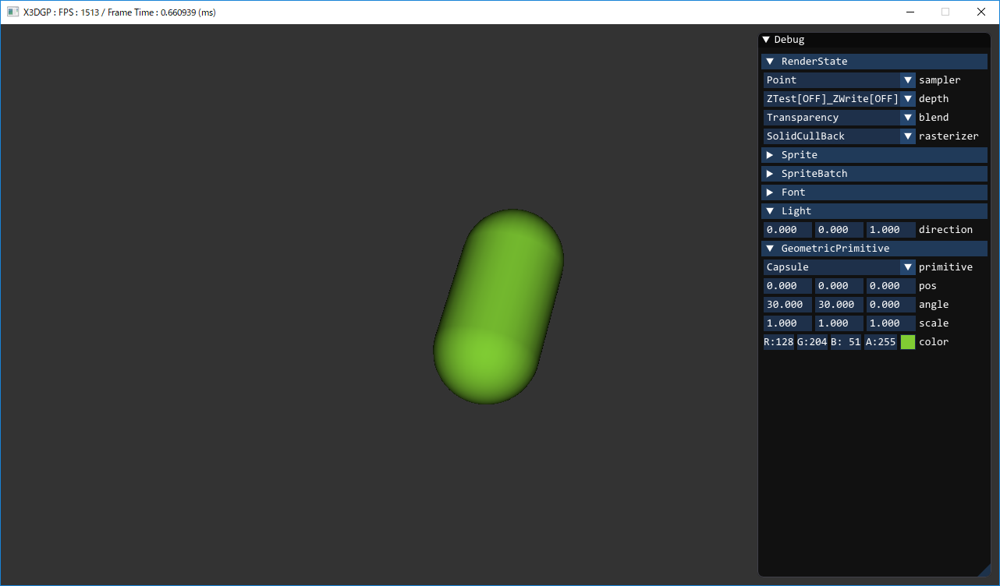 X3DGP : FPS : 1513 / Frame Time : 0.660939 (ms)
Debug
RenderState
Point sampler
ZTest[OFF]_ZWrite[OFF] depth
Transparency blend
SolidCullBack rasterizer
Sprite
SpriteBatch
Font
Light
0.000 0.000 1.000 direction
GeometricPrimitive
Capsule primitive
0.000 0.000 0.000 pos
30.000 30.000 0.000 angle
1.000 1.000 1.000 scale
R:128 G:204 B: 51 A:255 color